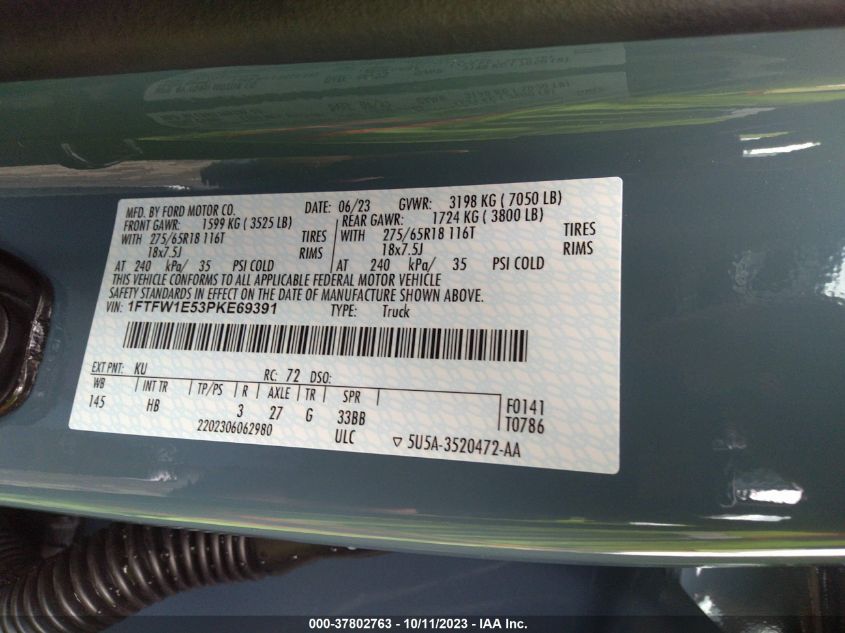 MFD. BY FORD MOTOR CO. DATE: 06/23 GVWR: 3198 KG ( 7050 LB)
FRONT GAWR: 1599 KG ( 3525 LB) REAR GAWR: 1724 KG ( 3800 LB)
WITH 275/65R18 116T TIRES WITH 275/65R18 116T TIRES
18x7.5J RIMS 18x7.5J RIMS
AT 240 kPa/ 35 PSI COLD AT 240 kPa/ 35 PSI COLD
THIS VEHICLE CONFORMS TO ALL APPLICABLE FEDERAL MOTOR VEHICLE
SAFETY STANDARDS IN EFFECT ON THE DATE OF MANUFACTURE SHOWN ABOVE.
VIN: 1FTFW1E53PKE69391 TYPE: Truck
EXT PNT: KU RC: 72 DSO:
WB INT TR TP/PS R AXLE TR SPR
145 HB 3 27 G 33BB F0141
2202306062980 ULC T0786
▽ 5U5A-3520472-AA
000-37802763 - 10/11/2023 - IAA Inc.